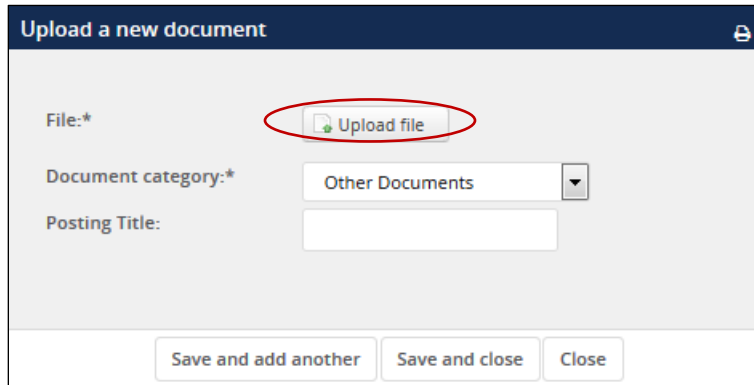 Upload a new document
File:* Upload file
Document category:* Other Documents
Posting Title:
Save and add another Save and close Close